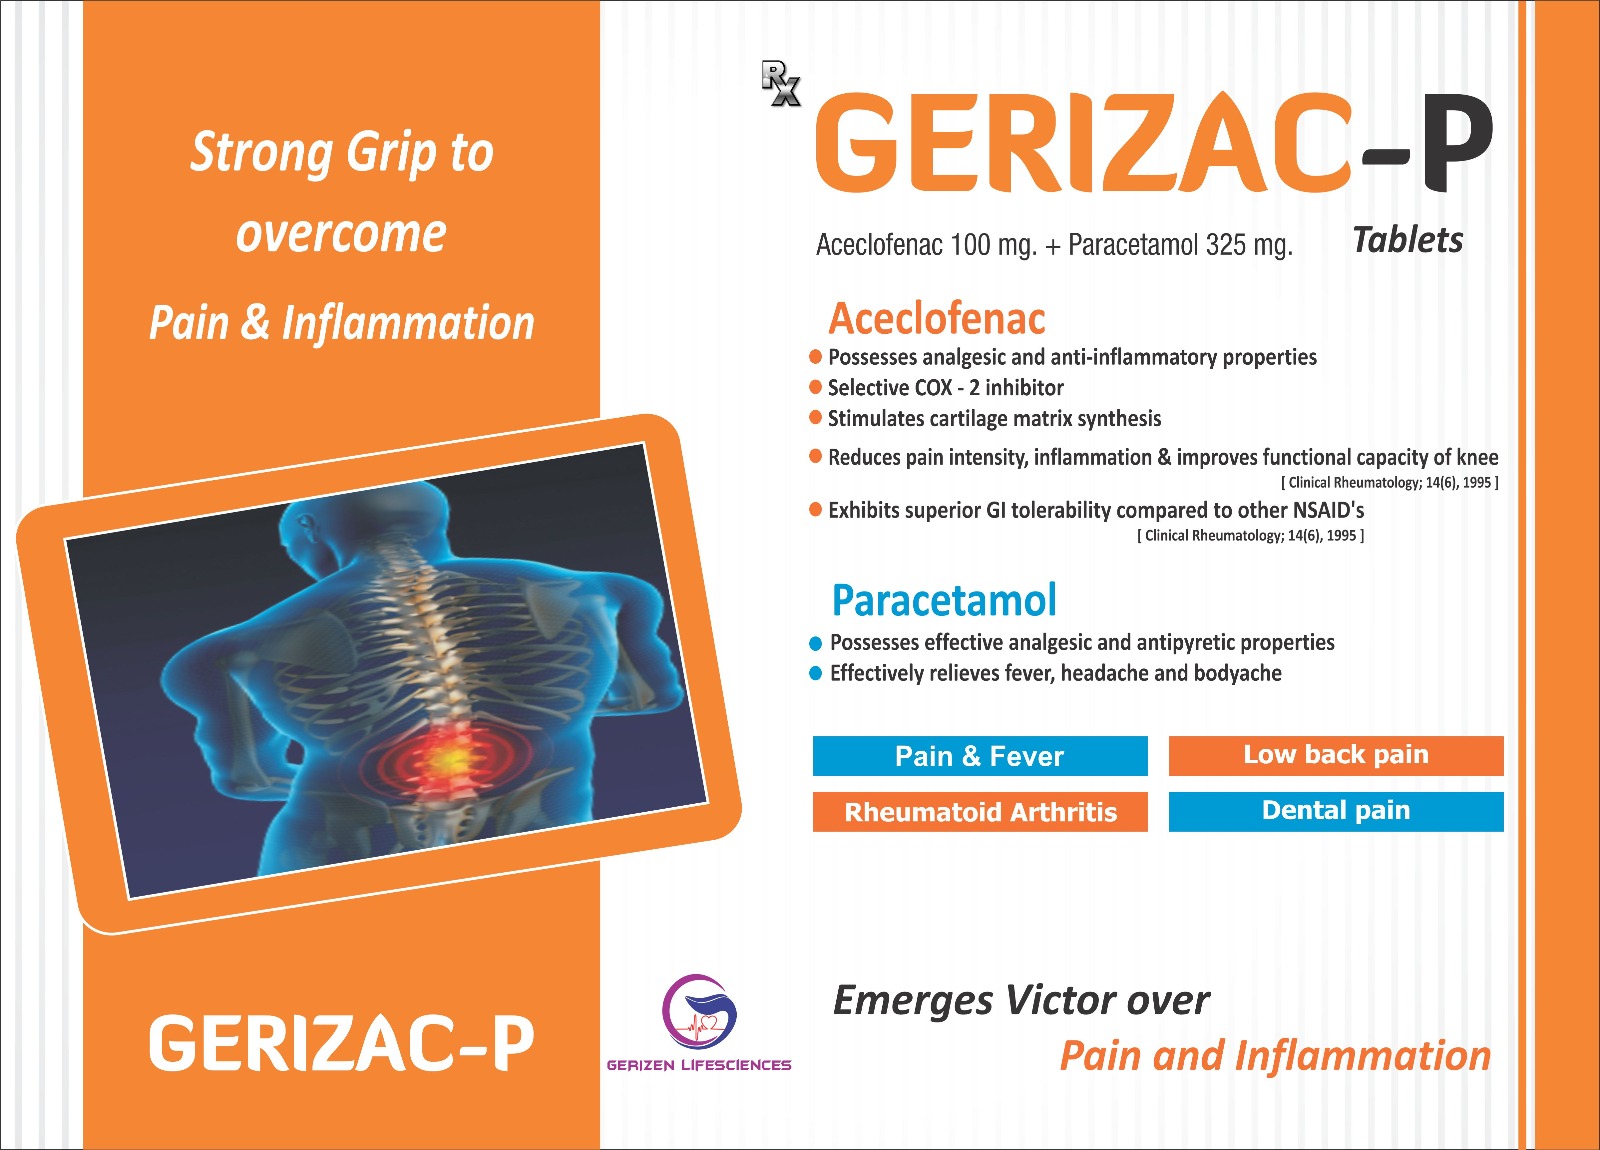 Strong Grip to
overcome
Pain & Inflammation
GERIZAC-P
GERIZEN LIFESCIENCES
Rx
GERIZAC-P
Aceclofenac 100 mg. + Paracetamol 325 mg.
Tablets
Aceclofenac
Possesses analgesic and anti-inflammatory properties
Selective COX - 2 inhibitor
Stimulates cartilage matrix synthesis
Reduces pain intensity, inflammation & improves functional capacity of knee
[ Clinical Rheumatology; 14(6), 1995 ]
Exhibits superior GI tolerability compared to other NSAID's
[ Clinical Rheumatology; 14(6), 1995 ]
Paracetamol
Possesses effective analgesic and antipyretic properties
Effectively relieves fever, headache and bodyache
Pain & Fever
Low back pain
Rheumatoid Arthritis
Dental pain
Emerges Victor over
Pain and Inflammation